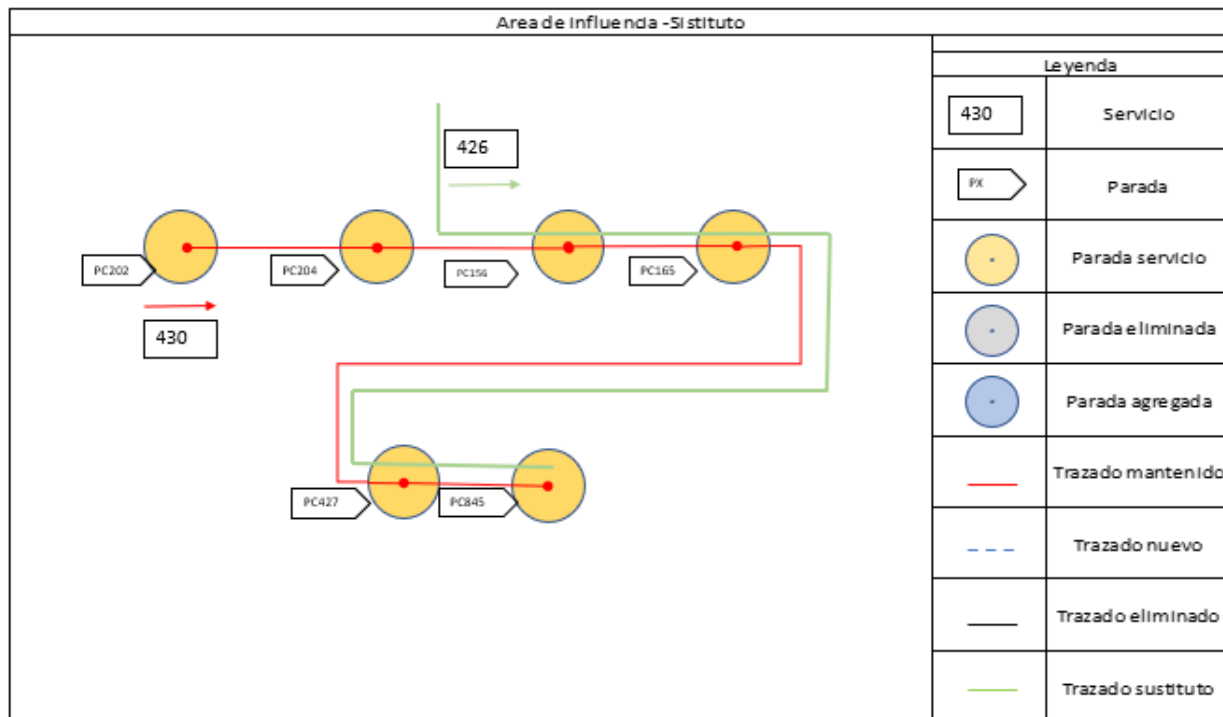 Area de Influencia -Sistituto
Leyenda
430
Servicio
426
PX
Parada
PC202
PC204
PC156
PC165
Parada servicio
430
Parada eliminada
Parada agregada
PC427
PC845
Trazado mantenido
Trazado nuevo
Trazado eliminado
Trazado sustituto